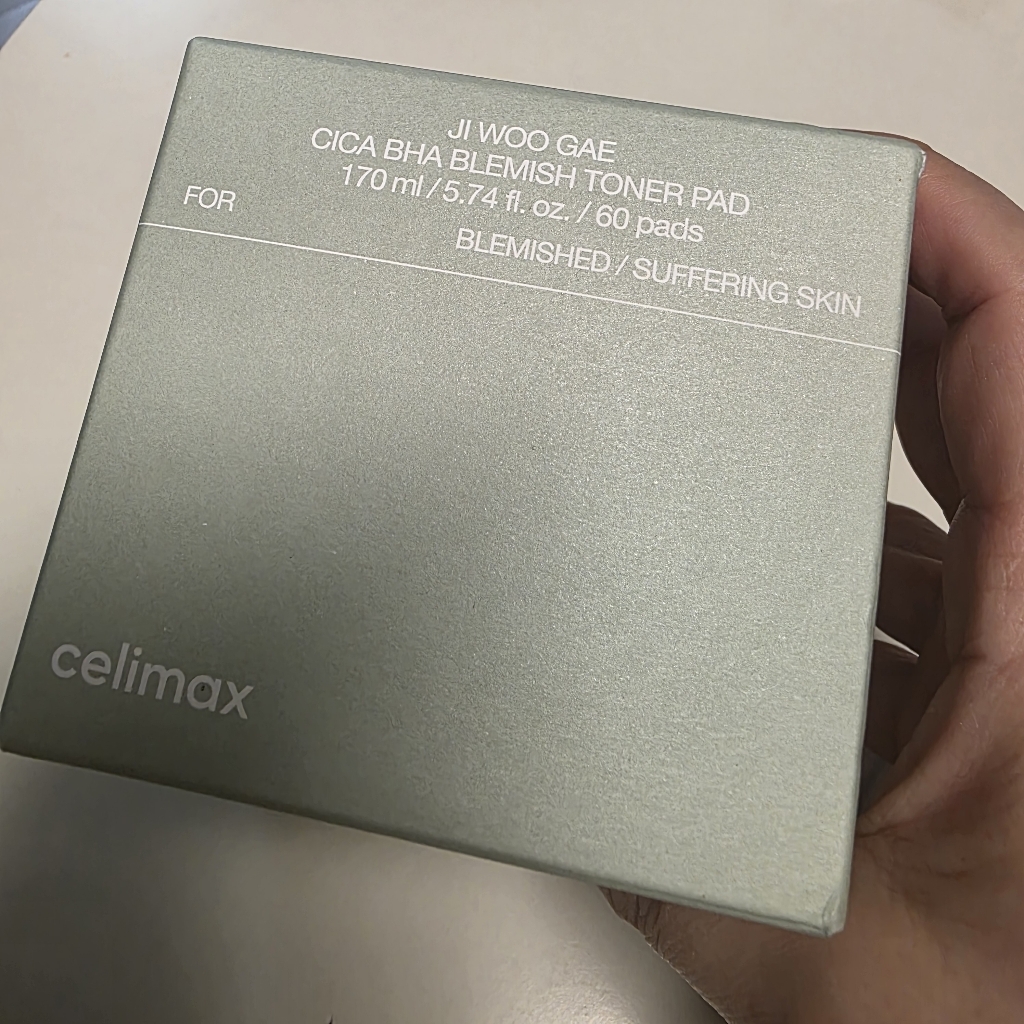 JI WOO GAE
CICA BHA BLEMISH TONER PAD
170 ml / 5.74 fl. oz. / 60 pads
FOR
BLEMISHED / SUFFERING SKIN
celimax